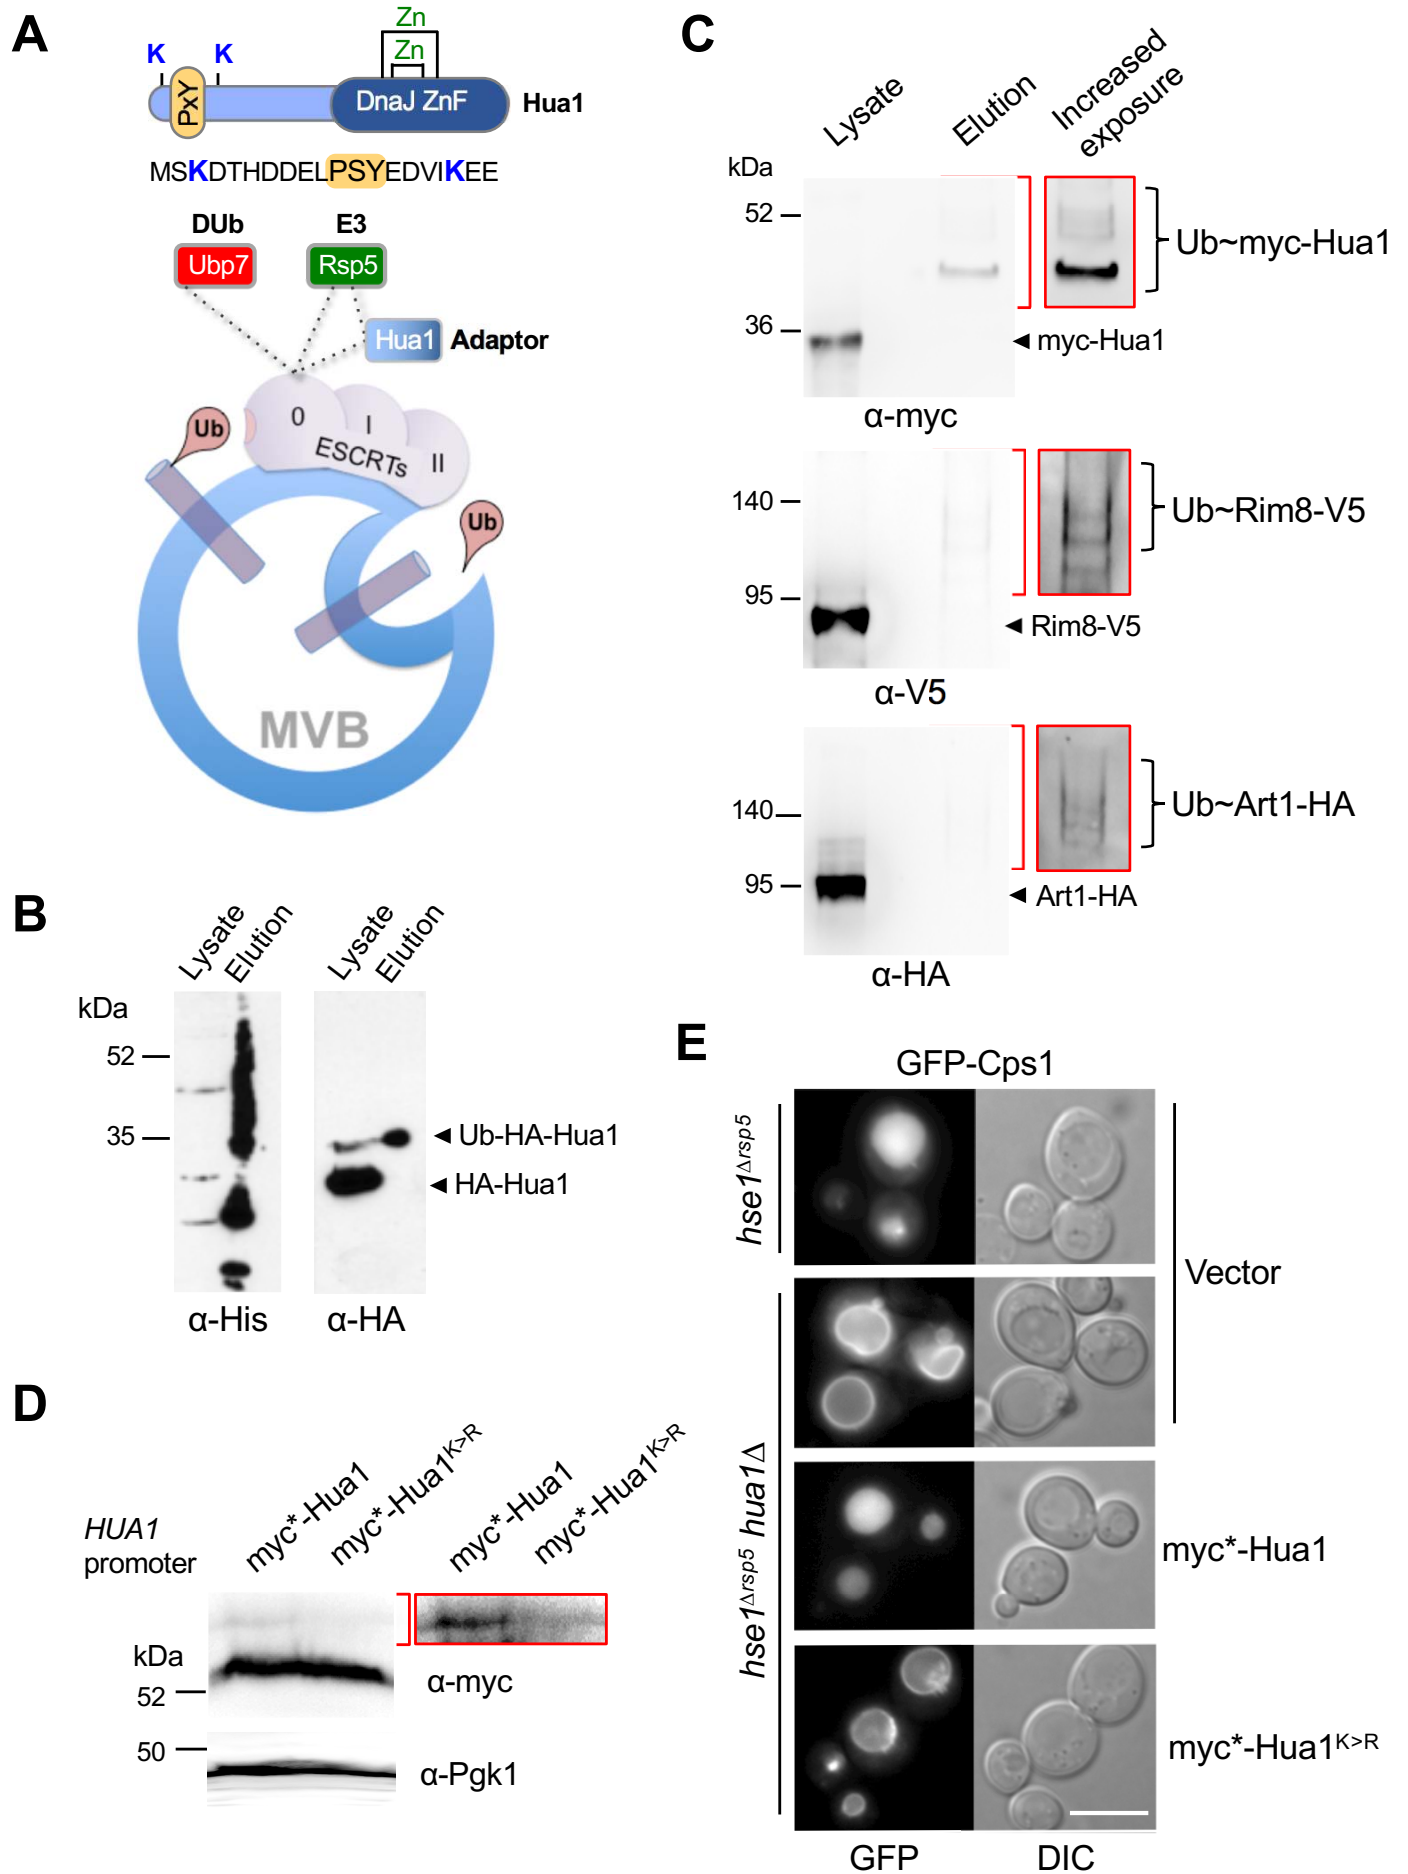 A
Zn
Zn
K
K
PxY
DnaJ ZnF
Hua1
MSKDTHDDELPSYEDVIKEE
DUb
E3
Ubp7
Rsp5
Hua1
Adaptor
Ub
0
I
II
ESCRTs
Ub
MVB
B
Lysate
Elution
Lysate
Elution
kDa
52
35
Ub-HA-Hua1
HA-Hua1
α-His
α-HA
C
Lysate
Elution
Increased
exposure
kDa
52
36
Ub~myc-Hua1
myc-Hua1
α-myc
140
95
Ub~Rim8-V5
Rim8-V5
α-V5
140
95
Ub~Art1-HA
Art1-HA
α-HA
D
HUA1
promoter
myc*-Hua1
myc*-Hua1K>R
myc*-Hua1
myc*-Hua1K>R
kDa
52
α-myc
50
α-Pgk1
E
GFP-Cps1
hse1Δrsp5
Vector
hse1Δrsp5 hua1Δ
myc*-Hua1
myc*-Hua1K>R
GFP
DIC